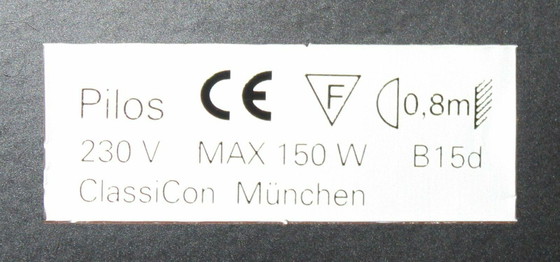 Pilos CE F 0,8m
230 V MAX 150 W B15d
ClassiCon München